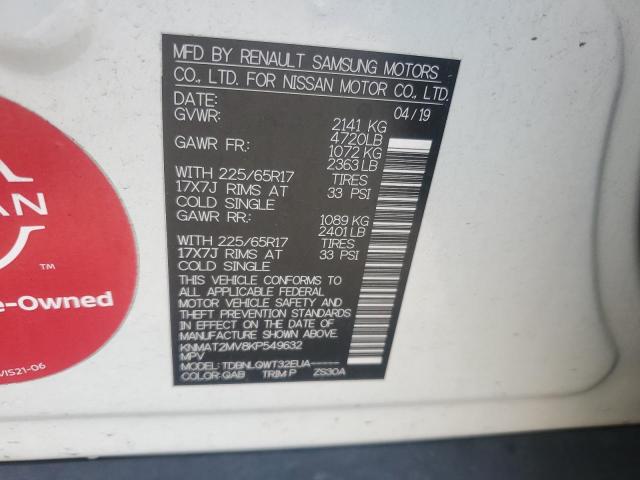 MFD BY RENAULT SAMSUNG MOTORS
CO., LTD. FOR NISSAN MOTOR CO., LTD.
DATE: 04/19
GVWR: 2141 KG
4720LB
GAWR FR: 1072 KG
2363 LB
WITH 225/65R17 TIRES
17X7J RIMS AT 33 PSI
COLD SINGLE
GAWR RR: 1089 KG
2401 LB
WITH 225/65R17 TIRES
17X7J RIMS AT 33 PSI
COLD SINGLE
THIS VEHICLE CONFORMS TO
ALL APPLICABLE FEDERAL
MOTOR VEHICLE SAFETY AND
THEFT PREVENTION STANDARDS
IN EFFECT ON THE DATE OF
MANUFACTURE SHOWN ABOVE.
KNMAT2MV8KP549632
MPV
MODEL: TDBNLQWT32EUA-----
COLOR: QAB TRIM: P ZS30A
TM
e-Owned
VIS21-06